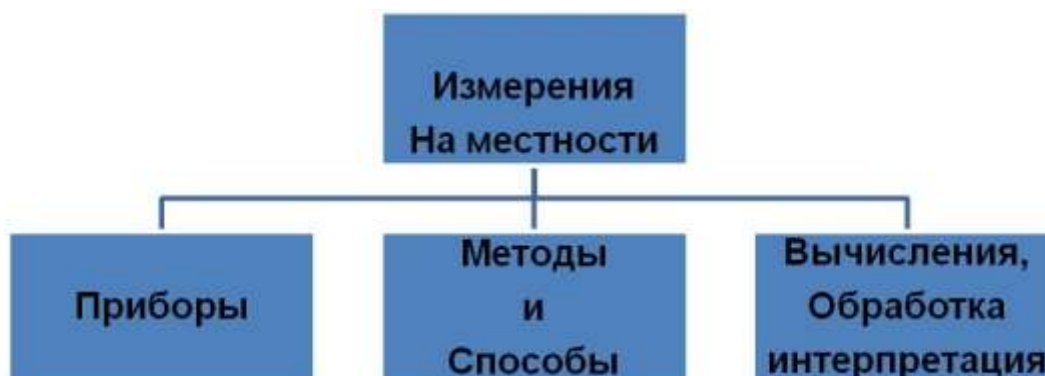 Измерения
На местности
Приборы
Методы
и
Способы
Вычисления,
Обработка
интерпретация